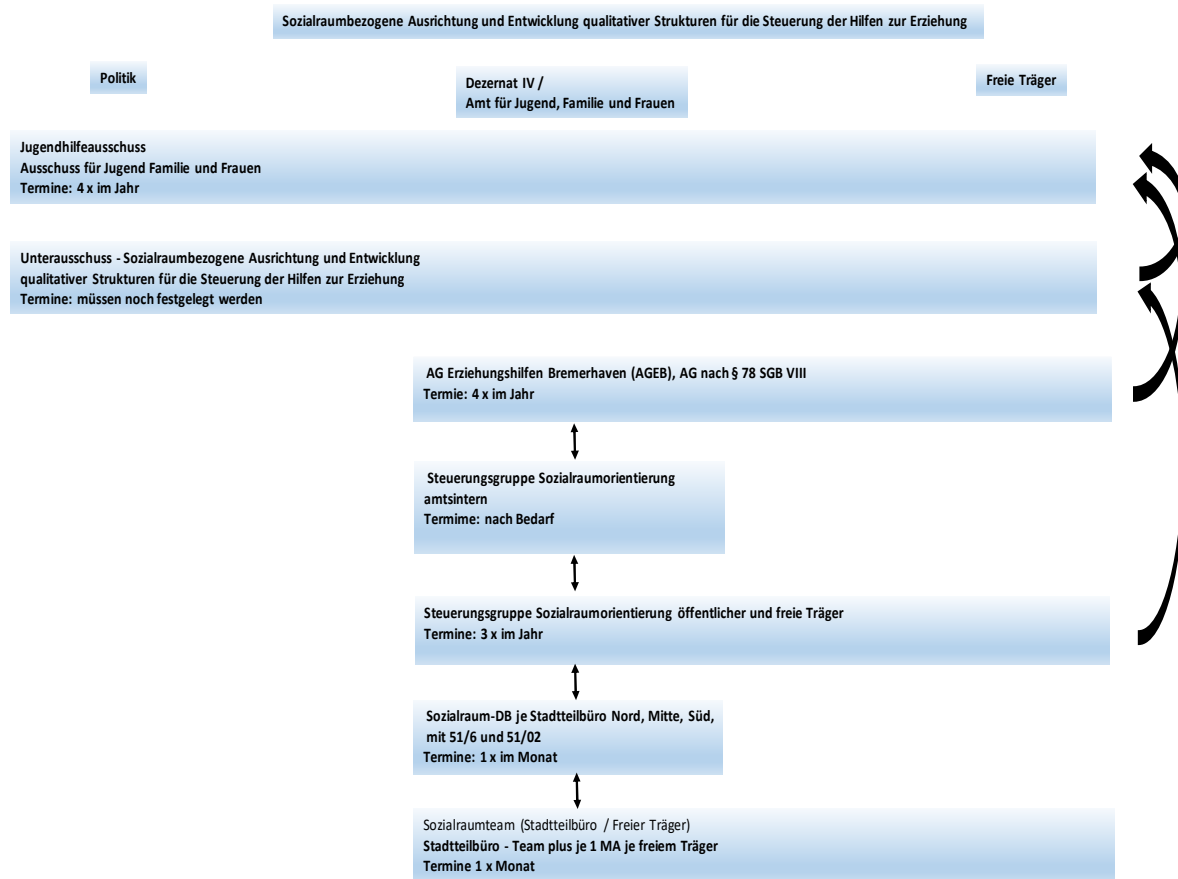 Sozialraumbezogene Ausrichtung und Entwicklung qualitativer Strukturen für die Steuerung der Hilfen zur Erziehung
Politik
Dezernat IV /
Amt für Jugend, Familie und Frauen
Freie Träger
Jugendhilfeausschuss
Ausschuss für Jugend Familie und Frauen
Termine: 4 x im Jahr
Unterausschuss - Sozialraumbezogene Ausrichtung und Entwicklung
qualitativer Strukturen für die Steuerung der Hilfen zur Erziehung
Termine: müssen noch festgelegt werden
AG Erziehungshilfen Bremerhaven (AGEB), AG nach § 78 SGB VIII
Termie: 4 x im Jahr
Steuerungsgruppe Sozialraumorientierung
amtsintern
Termime: nach Bedarf
Steuerungsgruppe Sozialraumorientierung öffentlicher und freie Träger
Termine: 3 x im Jahr
Sozialraum-DB je Stadtteilbüro Nord, Mitte, Süd,
mit 51/6 und 51/02
Termine: 1 x im Monat
Sozialraumteam (Stadtteilbüro / Freier Träger)
Stadtteilbüro - Team plus je 1 MA je freiem Träger
Termine 1 x Monat